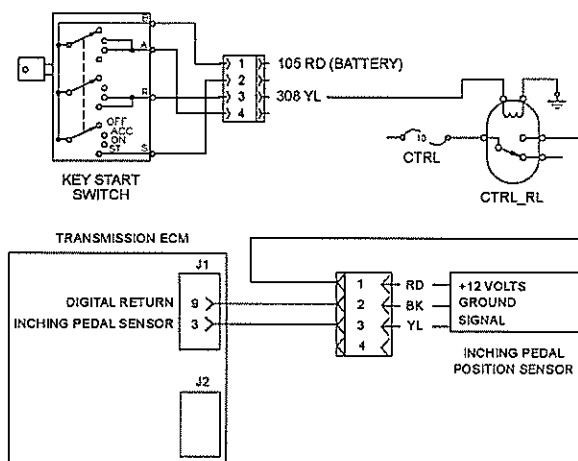 B
A
R
S
OFF
ACC
ON
ST
KEY START
SWITCH
1
2
3
4
105 RD (BATTERY)
308 YL
10
CTRL
CTRL_RL
TRANSMISSION ECM
J1
DIGITAL RETURN 9
INCHING PEDAL SENSOR 3
J2
1 RD +12 VOLTS
2 BK GROUND
3 YL SIGNAL
4
INCHING PEDAL
POSITION SENSOR